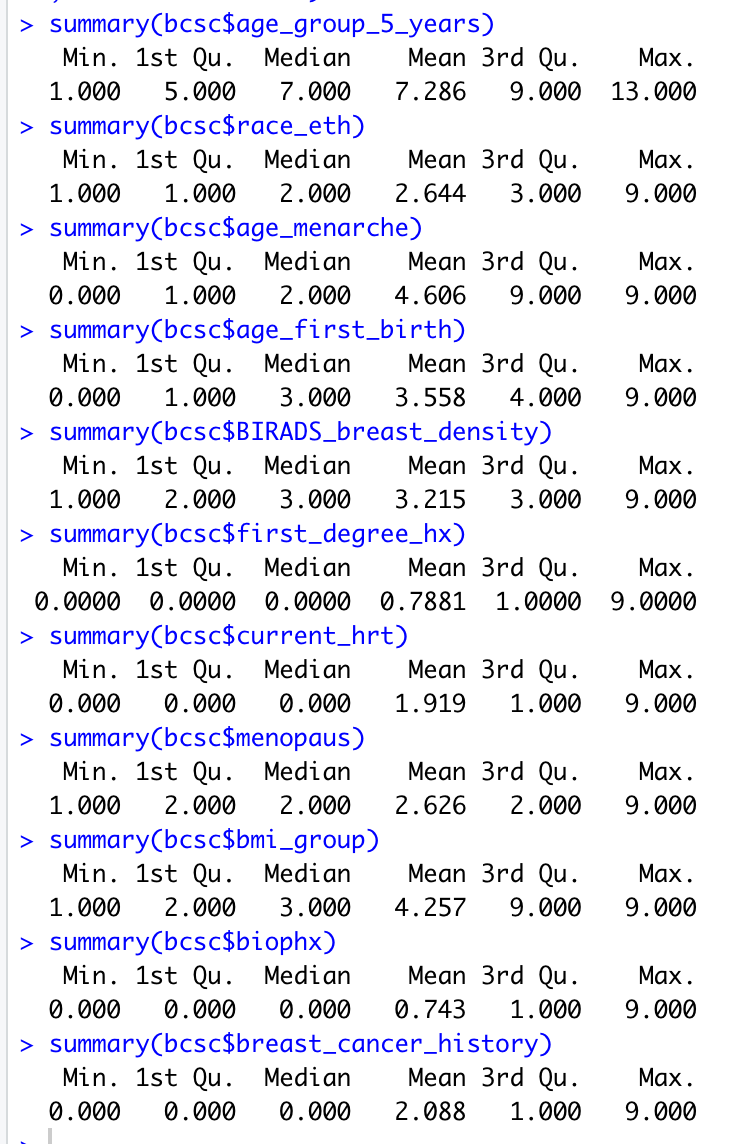 > summary(bcsc$age_group_5_years)
Min. 1st Qu. Median Mean 3rd Qu. Max.
1.000 5.000 7.000 7.286 9.000 13.000
> summary(bcsc$race_eth)
Min. 1st Qu. Median Mean 3rd Qu. Max.
1.000 1.000 2.000 2.644 3.000 9.000
> summary(bcsc$age_menarche)
Min. 1st Qu. Median Mean 3rd Qu. Max.
0.000 1.000 2.000 4.606 9.000 9.000
> summary(bcsc$age_first_birth)
Min. 1st Qu. Median Mean 3rd Qu. Max.
0.000 1.000 3.000 3.558 4.000 9.000
> summary(bcsc$BIRADS_breast_density)
Min. 1st Qu. Median Mean 3rd Qu. Max.
1.000 2.000 3.000 3.215 3.000 9.000
> summary(bcsc$first_degree_hx)
Min. 1st Qu. Median Mean 3rd Qu. Max.
0.0000 0.0000 0.0000 0.7881 1.0000 9.0000
> summary(bcsc$current_hrt)
Min. 1st Qu. Median Mean 3rd Qu. Max.
0.000 0.000 0.000 1.919 1.000 9.000
> summary(bcsc$menopaus)
Min. 1st Qu. Median Mean 3rd Qu. Max.
1.000 2.000 2.000 2.626 2.000 9.000
> summary(bcsc$bmi_group)
Min. 1st Qu. Median Mean 3rd Qu. Max.
1.000 2.000 3.000 4.257 9.000 9.000
> summary(bcsc$biophx)
Min. 1st Qu. Median Mean 3rd Qu. Max.
0.000 0.000 0.000 0.743 1.000 9.000
> summary(bcsc$breast_cancer_history)
Min. 1st Qu. Median Mean 3rd Qu. Max.
0.000 0.000 0.000 2.088 1.000 9.000